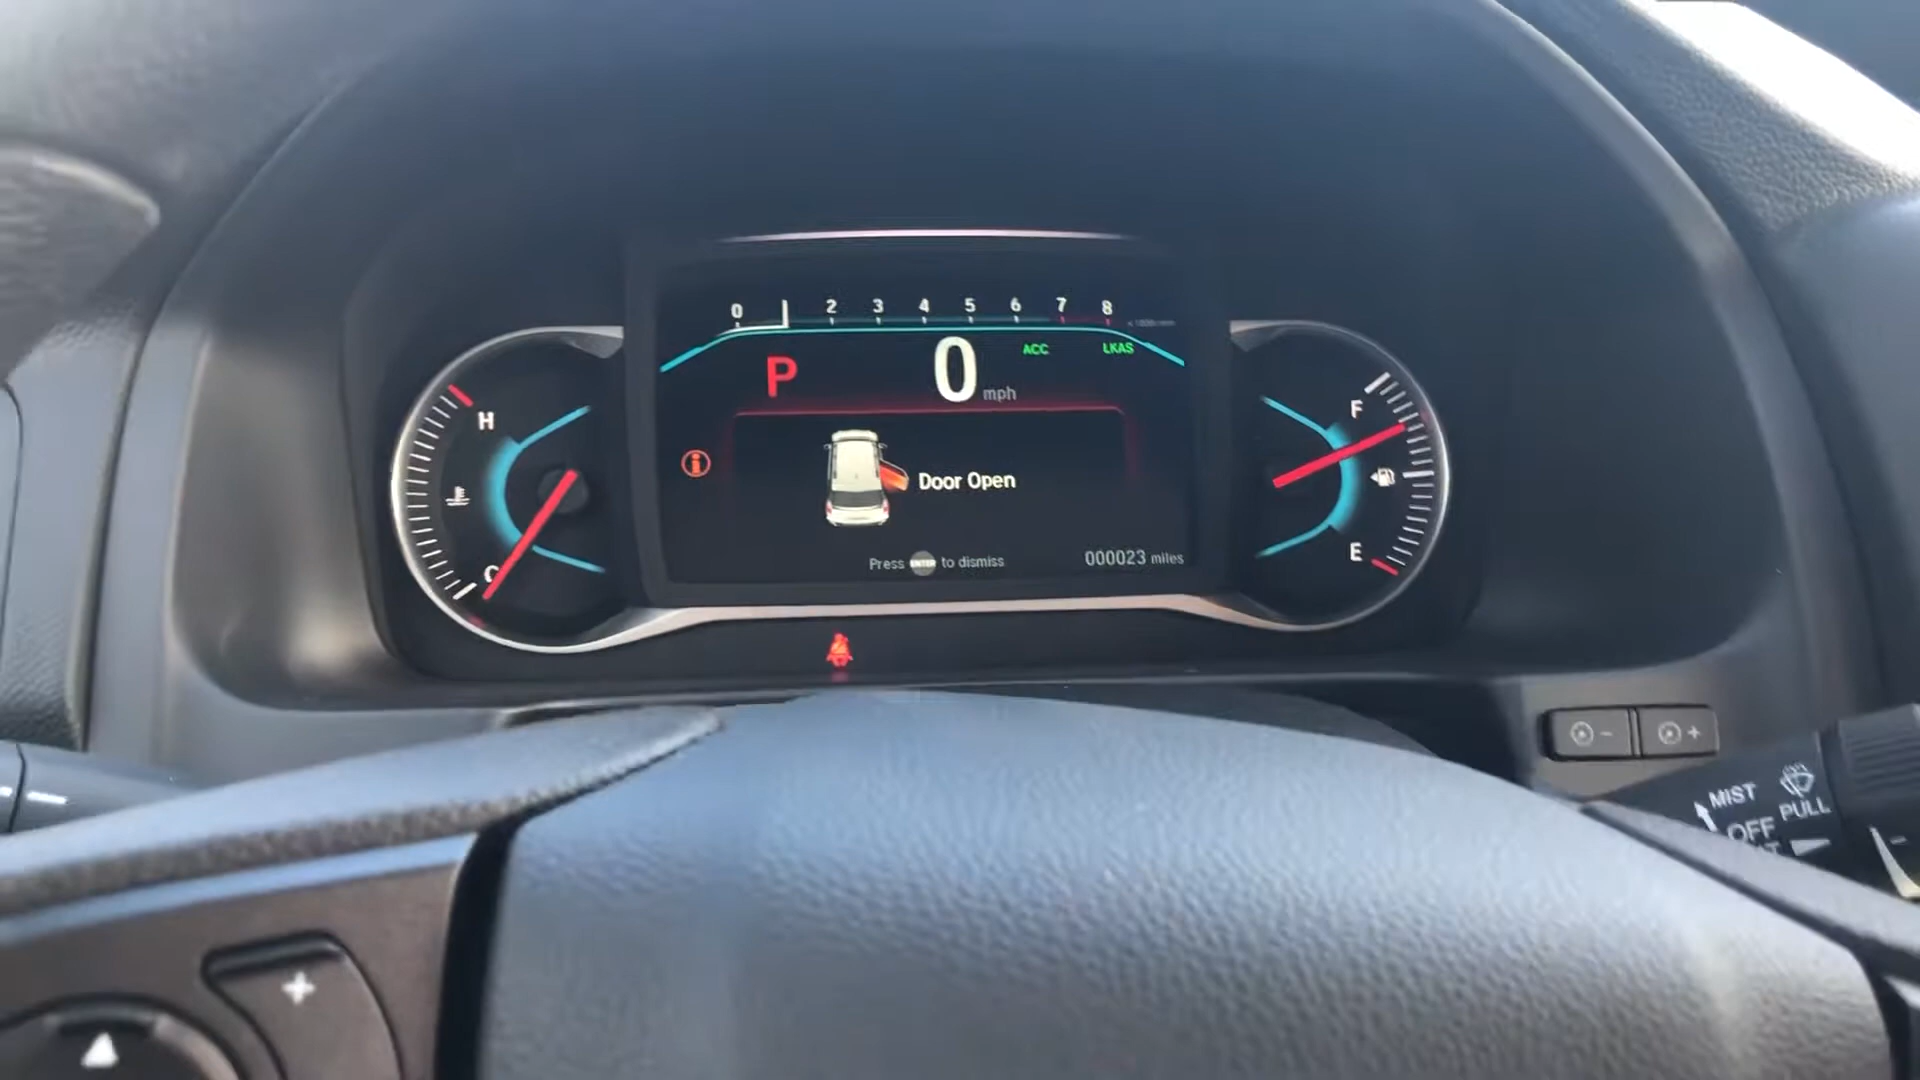 0 2 3 4 5 6 7 8
P 0 mph ACC LKAS
H
F
Door Open
C
E
Press ENTER to dismiss
000023 miles
- +
MIST
PULL
OFF
+